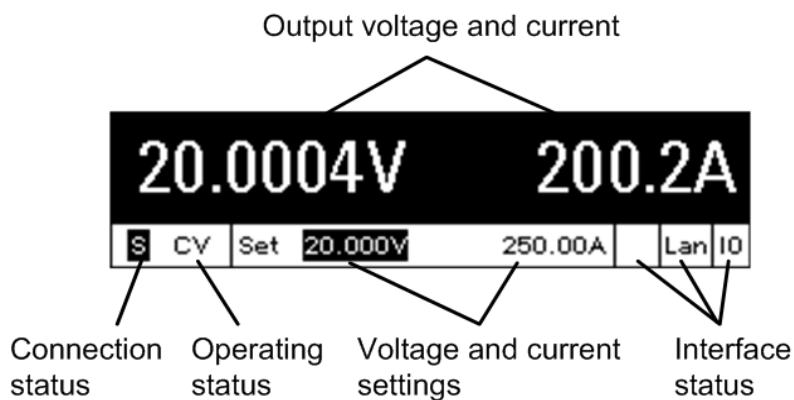 Output voltage and current
20.0004V 200.2A
S CV Set 20.000V 250.00A Lan IO
Connection status
Operating status
Voltage and current settings
Interface status